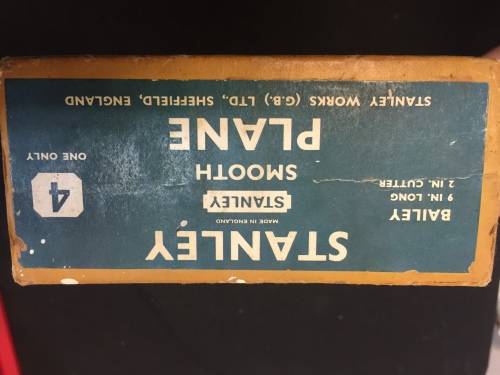 STANLEY
MADE IN ENGLAND
STANLEY
SMOOTH
PLANE
BAILEY
9 IN. LONG
2 IN. CUTTER
4
ONE ONLY
STANLEY WORKS (G.B.) LTD., SHEFFIELD, ENGLAND